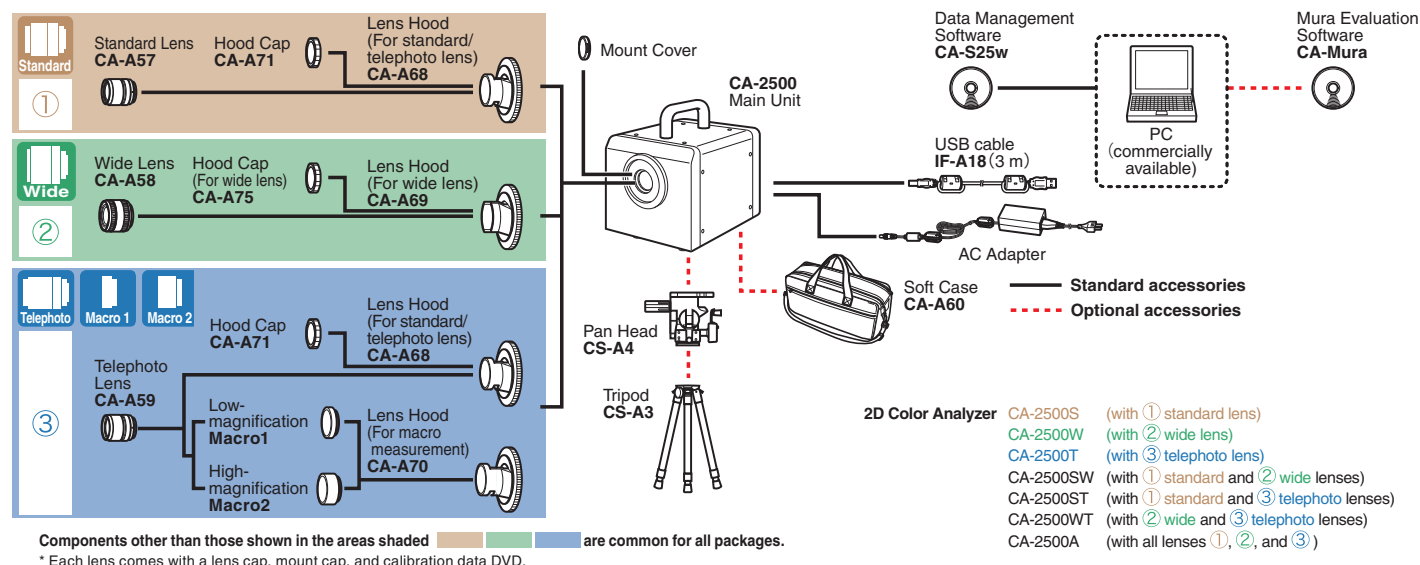 Standard
①
Standard Lens
CA-A57
Hood Cap
CA-A71
Lens Hood
(For standard/
telephoto lens)
CA-A68
Wide
②
Wide Lens
CA-A58
Hood Cap
(For wide lens)
CA-A75
Lens Hood
(For wide lens)
CA-A69
Telephoto
Macro 1
Macro 2
③
Hood Cap
CA-A71
Lens Hood
(For standard/
telephoto lens)
CA-A68
Telephoto
Lens
CA-A59
Low-
magnification
Macro1
High-
magnification
Macro2
Lens Hood
(For macro
measurement)
CA-A70
Mount Cover
CA-2500
Main Unit
Pan Head
CS-A4
Tripod
CS-A3
Soft Case
CA-A60
Data Management
Software
CA-S25w
PC
(commercially
available)
Mura Evaluation
Software
CA-Mura
USB cable
IF-A18 (3 m)
AC Adapter
Standard accessories
Optional accessories
2D Color Analyzer CA-2500S (with ① standard lens)
CA-2500W (with ② wide lens)
CA-2500T (with ③ telephoto lens)
CA-2500SW (with ① standard and ② wide lenses)
CA-2500ST (with ① standard and ③ telephoto lenses)
CA-2500WT (with ② wide and ③ telephoto lenses)
CA-2500A (with all lenses ①, ②, and ③ )
Components other than those shown in the areas shaded are common for all packages.
* Each lens comes with a lens cap, mount cap, and calibration data DVD.